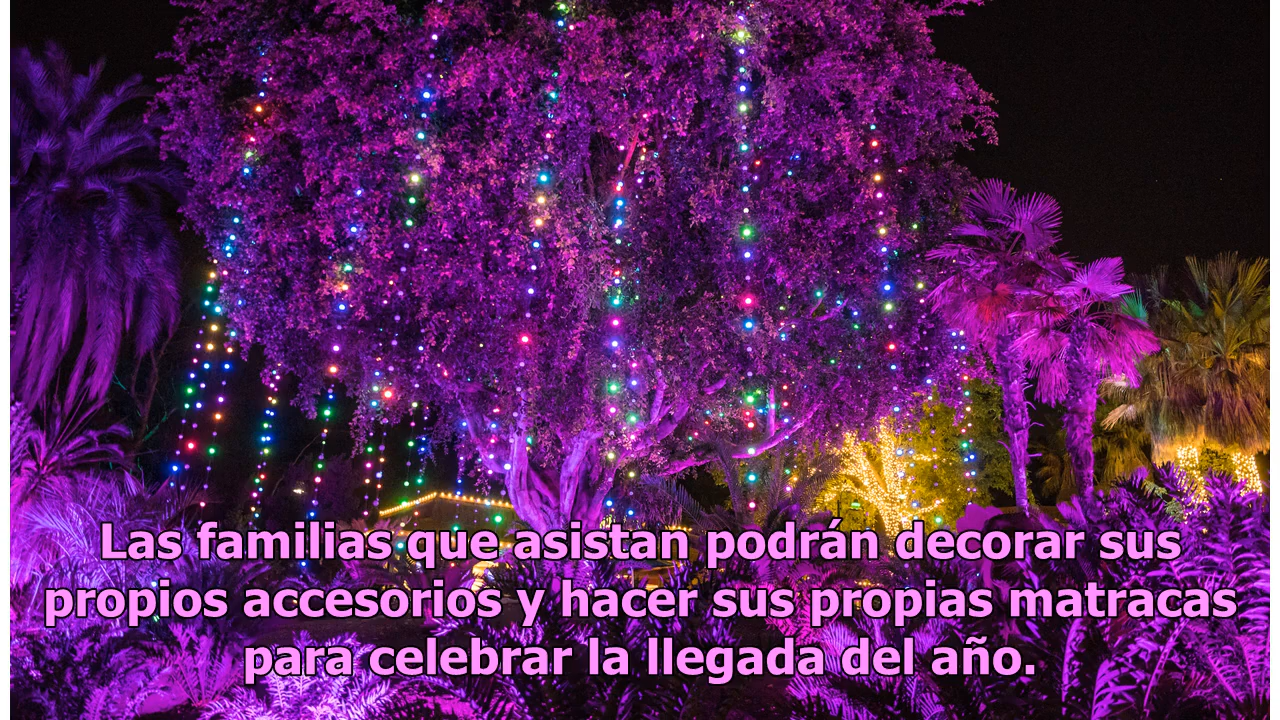 Las familias que asistan podrán decorar sus
propios accesorios y hacer sus propias matracas
para celebrar la llegada del año.